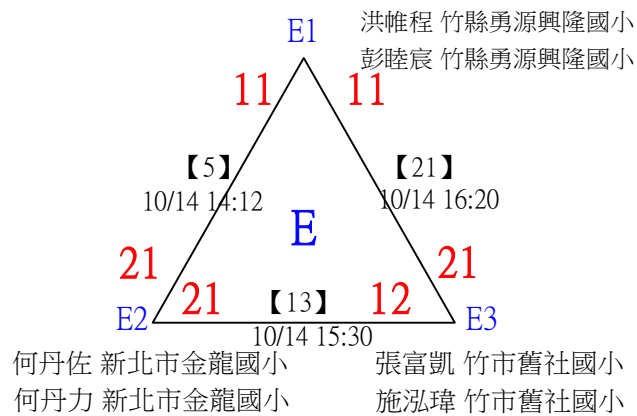 E1
洪帷程 竹縣勇源興隆國小
彭睦宸 竹縣勇源興隆國小
11
11
【5】
10/14 14:12
【21】
10/14 16:20
E
21
21
21
12
【13】
10/14 15:30
E2
E3
何丹佐 新北市金龍國小
何丹力 新北市金龍國小
張富凱 竹市舊社國小
施泓瑋 竹市舊社國小